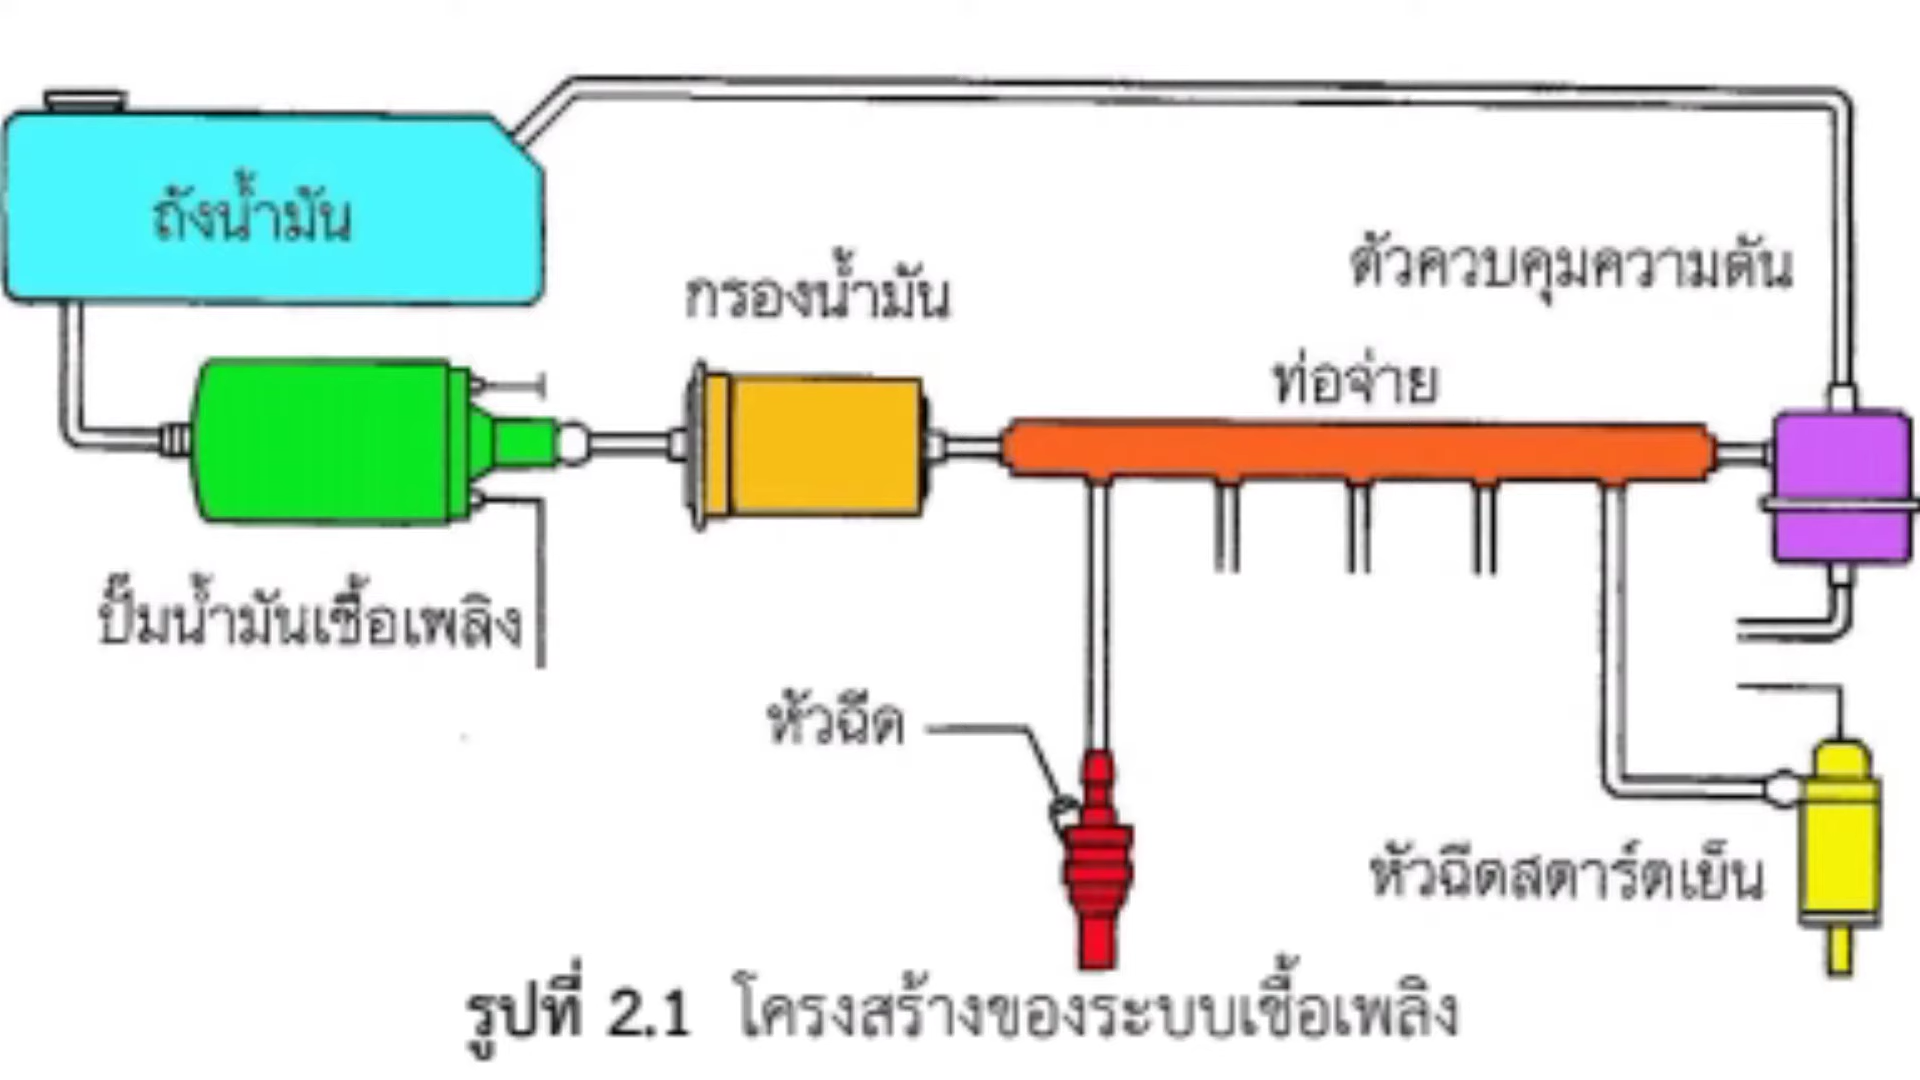 ถังน้ำมัน
กรองน้ำมัน
ตัวควบคุมความดัน
ท่อจ่าย
ปั๊มน้ำมันเชื้อเพลิง
หัวฉีด
หัวฉีดสตาร์ตเย็น
รูปที่ 2.1 โครงสร้างของระบบเชื้อเพลิง